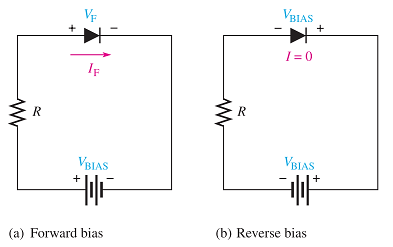 V_F
+ −
I_F
R
V_BIAS
+ −
(a) Forward bias
V_BIAS
− +
I = 0
R
V_BIAS
− +
(b) Reverse bias